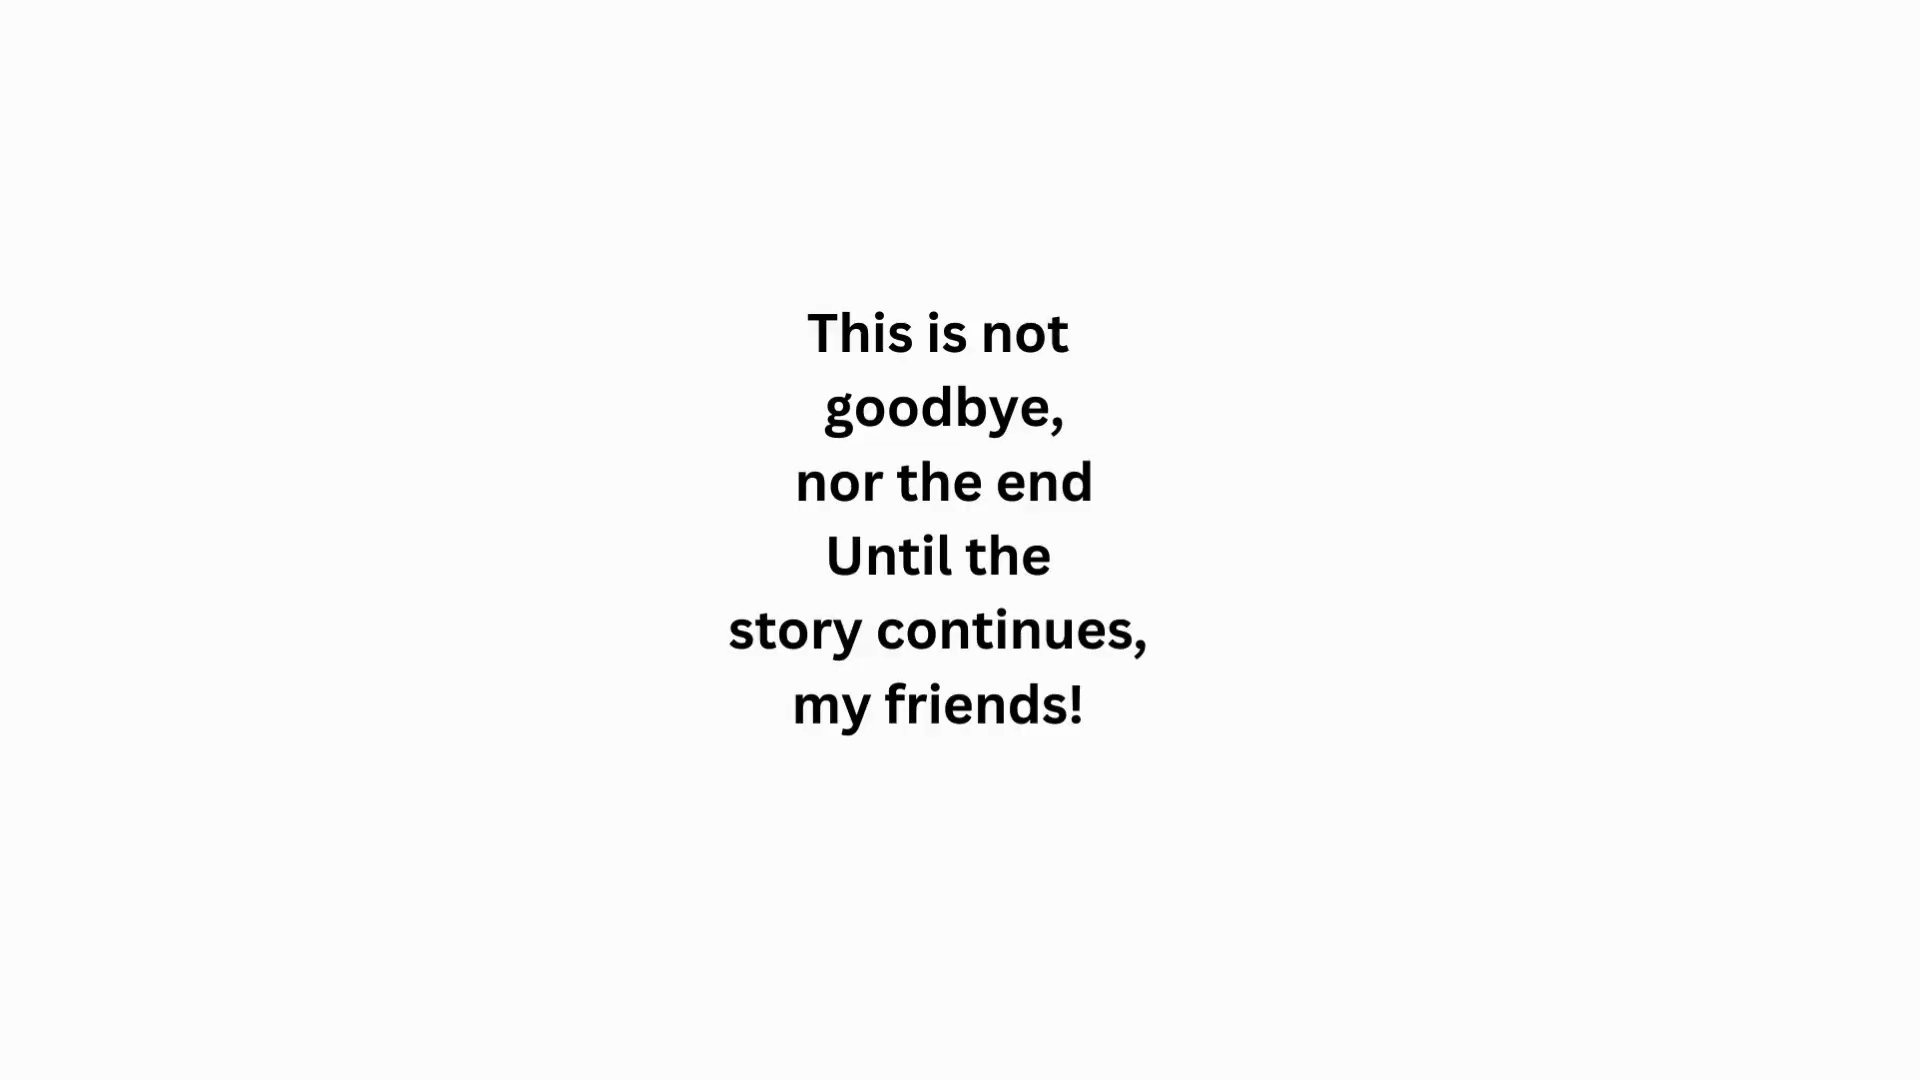 This is not
goodbye,
nor the end
Until the
story continues,
my friends!